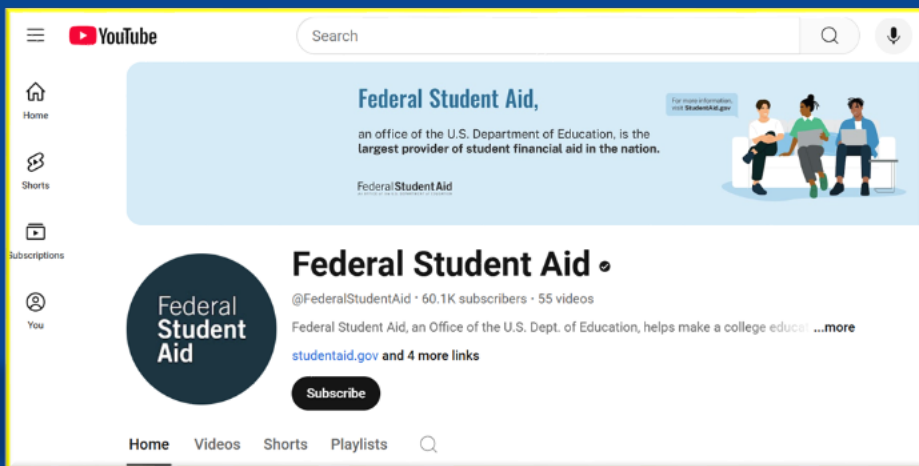 YouTube
Search
Home
Shorts
Subscriptions
You
Federal Student Aid,
an office of the U.S. Department of Education, is the
largest provider of student financial aid in the nation.
Federal Student Aid
For more information,
visit StudentAid.gov
Federal
Student
Aid
Federal Student Aid
@FederalStudentAid • 60.1K subscribers • 55 videos
Federal Student Aid, an Office of the U.S. Dept. of Education, helps make a college educat ...more
studentaid.gov and 4 more links
Subscribe
Home Videos Shorts Playlists